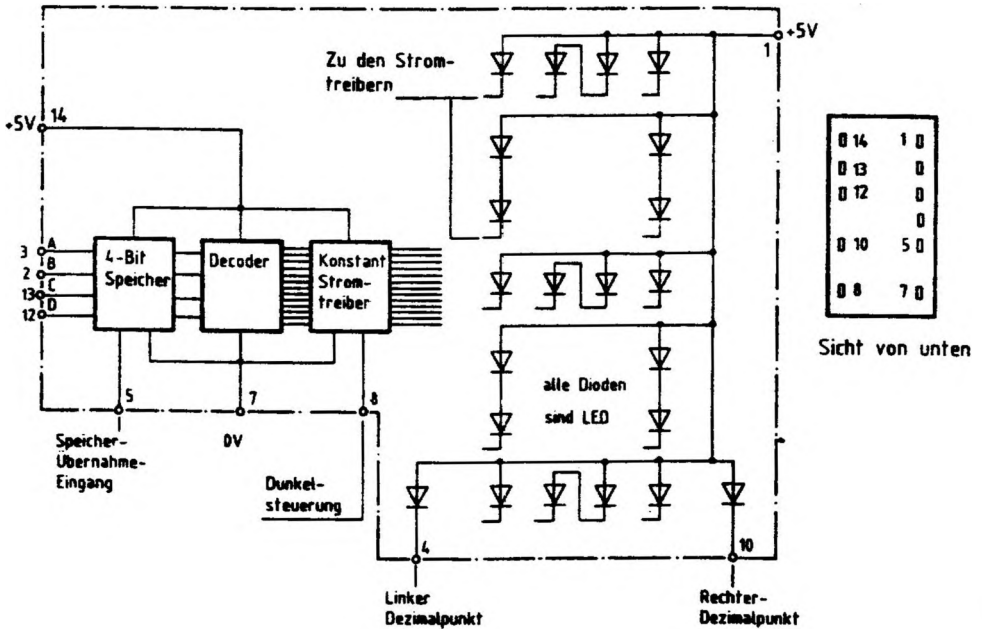 +5V
1
Zu den Strom-
treibern
+5V
14
3 A
2 B
13 C
12 D
4-Bit
Speicher
Decoder
Konstant
Strom-
treiber
5
7
8
Speicher-
Übernahme-
Eingang
0V
Dunkel-
steuerung
alle Dioden
sind LED
4
10
Linker
Dezimalpunkt
Rechter-
Dezimalpunkt
14 1
13
12
10 5
8 7
Sicht von unten